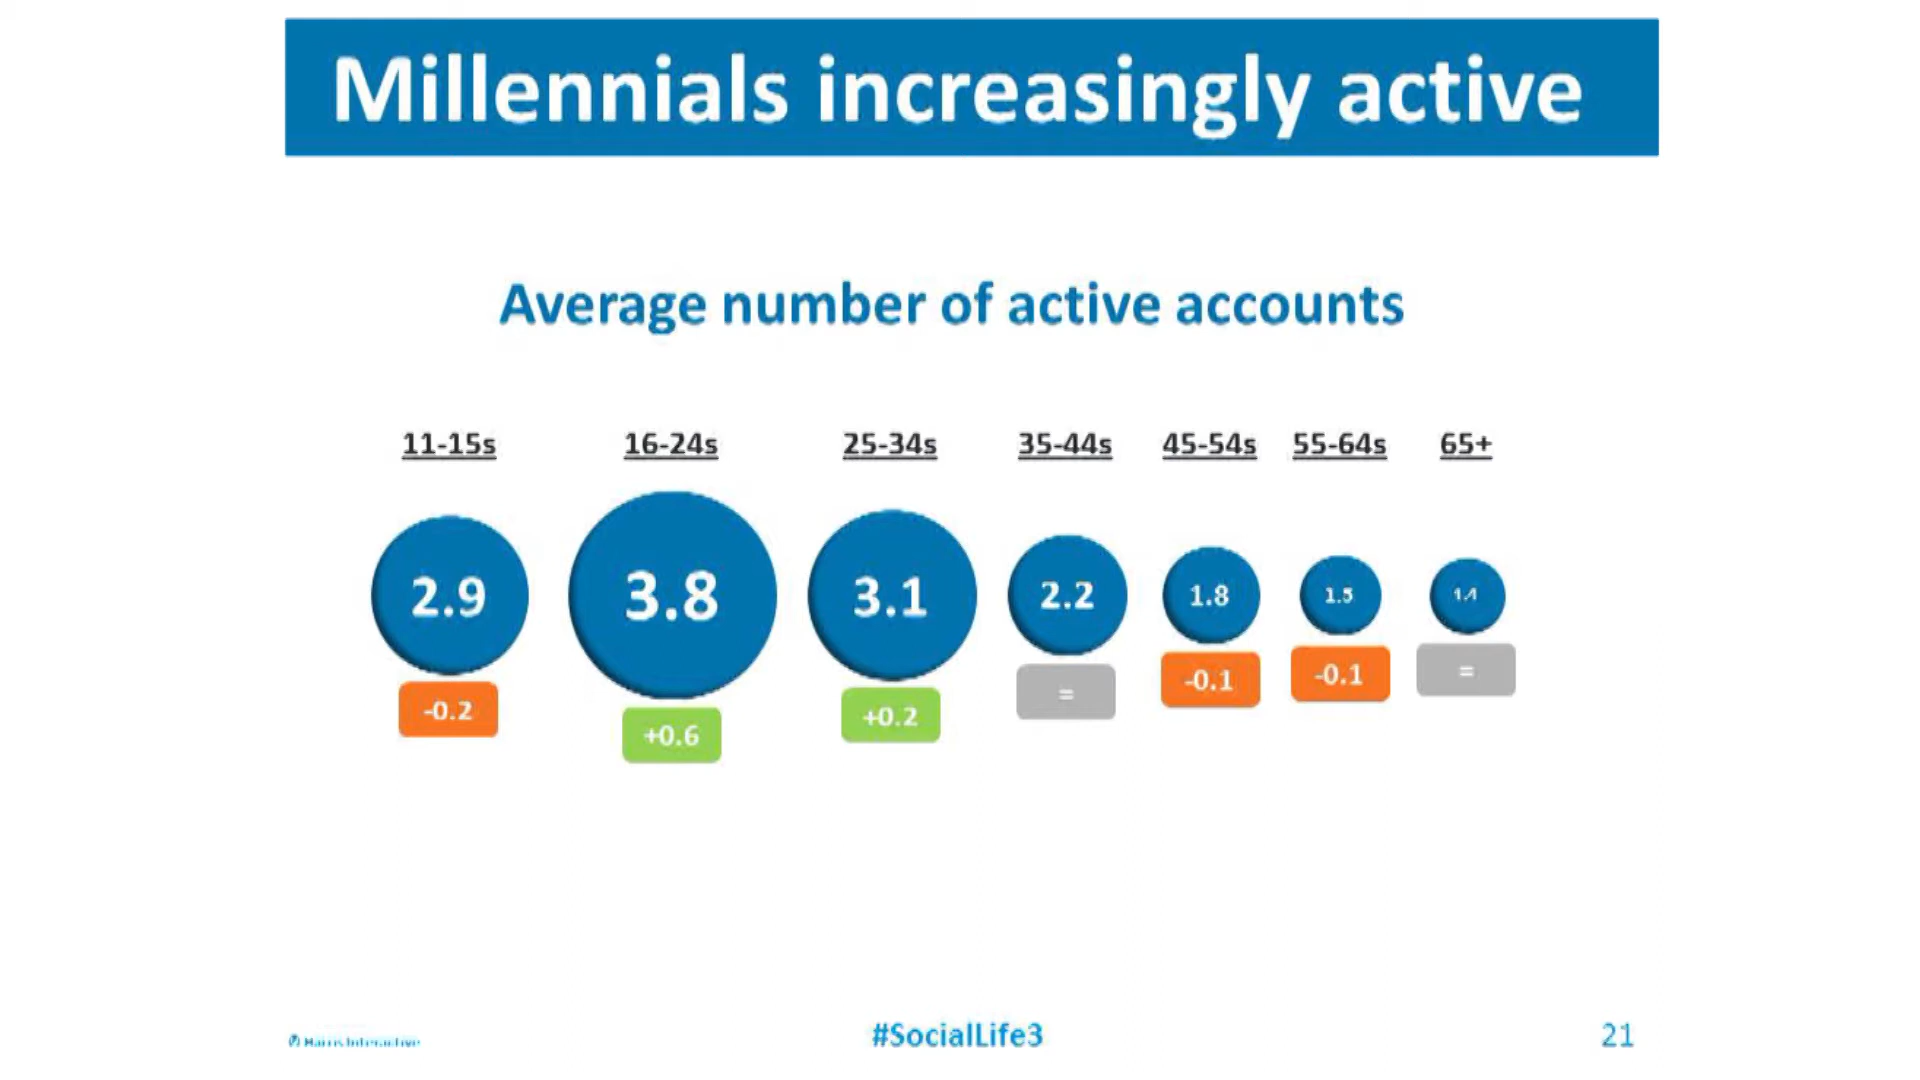 Millennials increasingly active
Average number of active accounts
11-15s 16-24s 25-34s 35-44s 45-54s 55-64s 65+
2.9 3.8 3.1 2.2 1.8 1.5 1.4
-0.2 +0.6 +0.2 = -0.1 -0.1 =
© Harris Interactive #SocialLife3 21